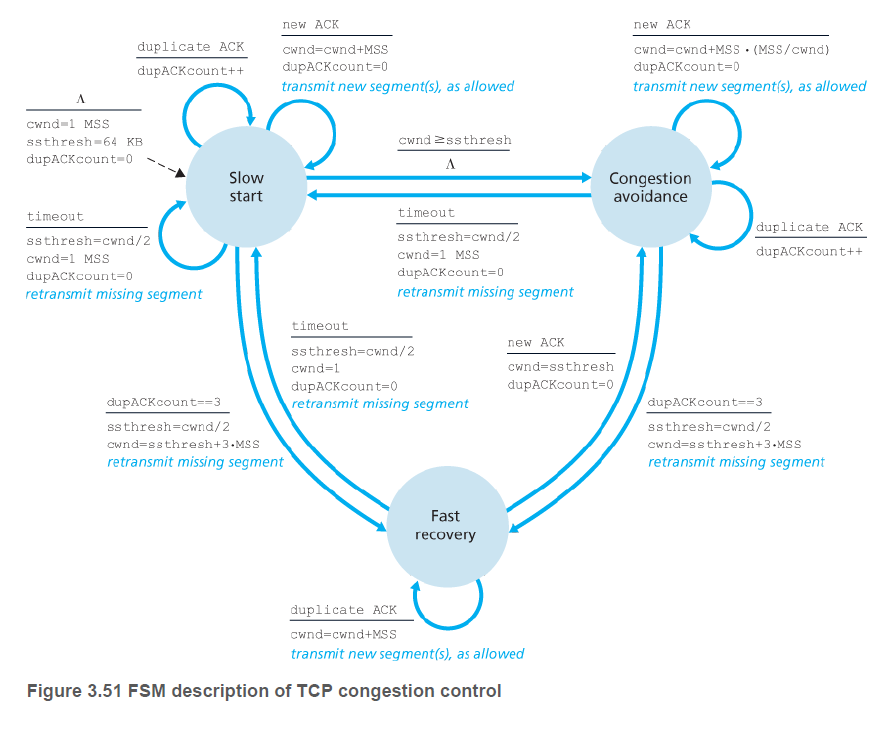 new ACK
cwnd=cwnd+MSS
dupACKcount=0
transmit new segment(s), as allowed
new ACK
cwnd=cwnd+MSS·(MSS/cwnd)
dupACKcount=0
transmit new segment(s), as allowed
duplicate ACK
dupACKcount++
Λ
cwnd=1 MSS
ssthresh=64 KB
dupACKcount=0
cwnd≥ssthresh
Λ
Slow
start
Congestion
avoidance
timeout
ssthresh=cwnd/2
cwnd=1 MSS
dupACKcount=0
retransmit missing segment
timeout
ssthresh=cwnd/2
cwnd=1 MSS
dupACKcount=0
retransmit missing segment
duplicate ACK
dupACKcount++
timeout
ssthresh=cwnd/2
cwnd=1
dupACKcount=0
retransmit missing segment
new ACK
cwnd=ssthresh
dupACKcount=0
dupACKcount==3
ssthresh=cwnd/2
cwnd=ssthresh+3·MSS
retransmit missing segment
dupACKcount==3
ssthresh=cwnd/2
cwnd=ssthresh+3·MSS
retransmit missing segment
Fast
recovery
duplicate ACK
cwnd=cwnd+MSS
transmit new segment(s), as allowed
Figure 3.51 FSM description of TCP congestion control